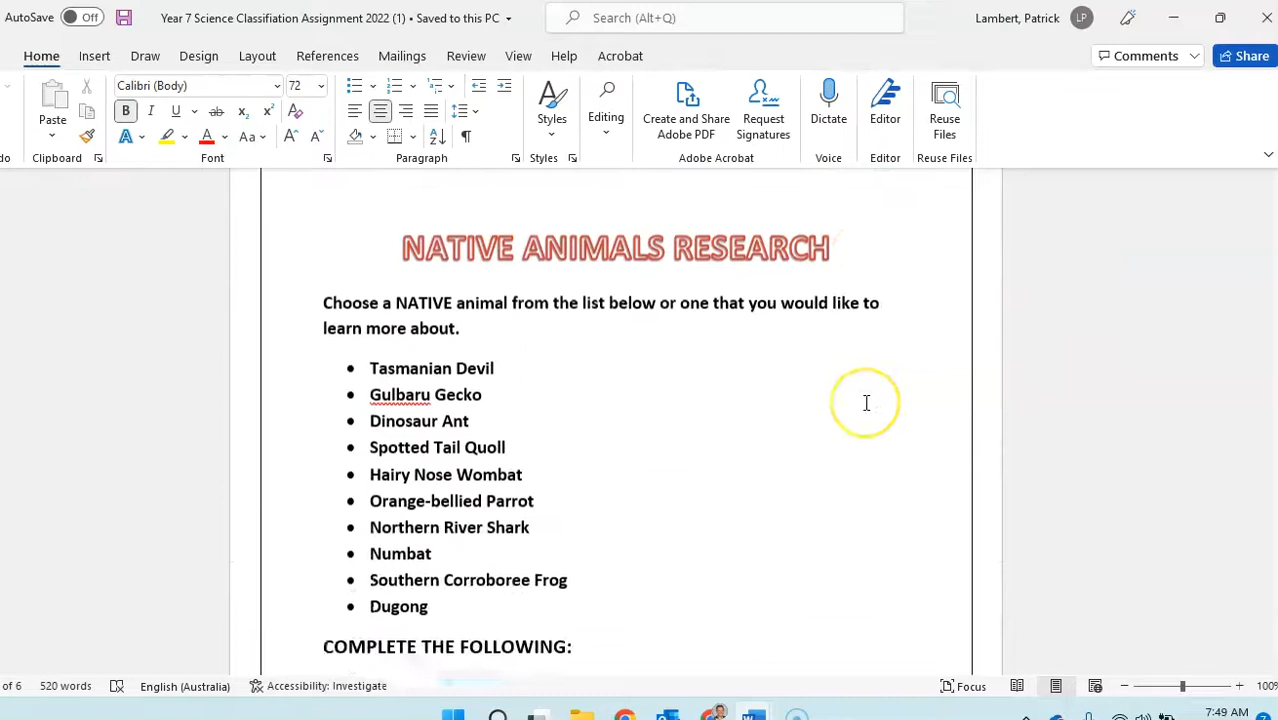 AutoSave Off Year 7 Science Classifiation Assignment 2022 (1) • Saved to this PC Search (Alt+Q) Lambert, Patrick LP
Home Insert Draw Design Layout References Mailings Review View Help Acrobat Comments Share
Calibri (Body) 72
Paste Styles Editing Create and Share Adobe PDF Request Signatures Dictate Editor Reuse Files
Clipboard Font Paragraph Styles Adobe Acrobat Voice Editor Reuse Files
NATIVE ANIMALS RESEARCH
Choose a NATIVE animal from the list below or one that you would like to
learn more about.
• Tasmanian Devil
• Gulbaru Gecko
• Dinosaur Ant
• Spotted Tail Quoll
• Hairy Nose Wombat
• Orange-bellied Parrot
• Northern River Shark
• Numbat
• Southern Corroboree Frog
• Dugong
COMPLETE THE FOLLOWING:
of 6 520 words English (Australia) Accessibility: Investigate Focus 100%
7:49 AM